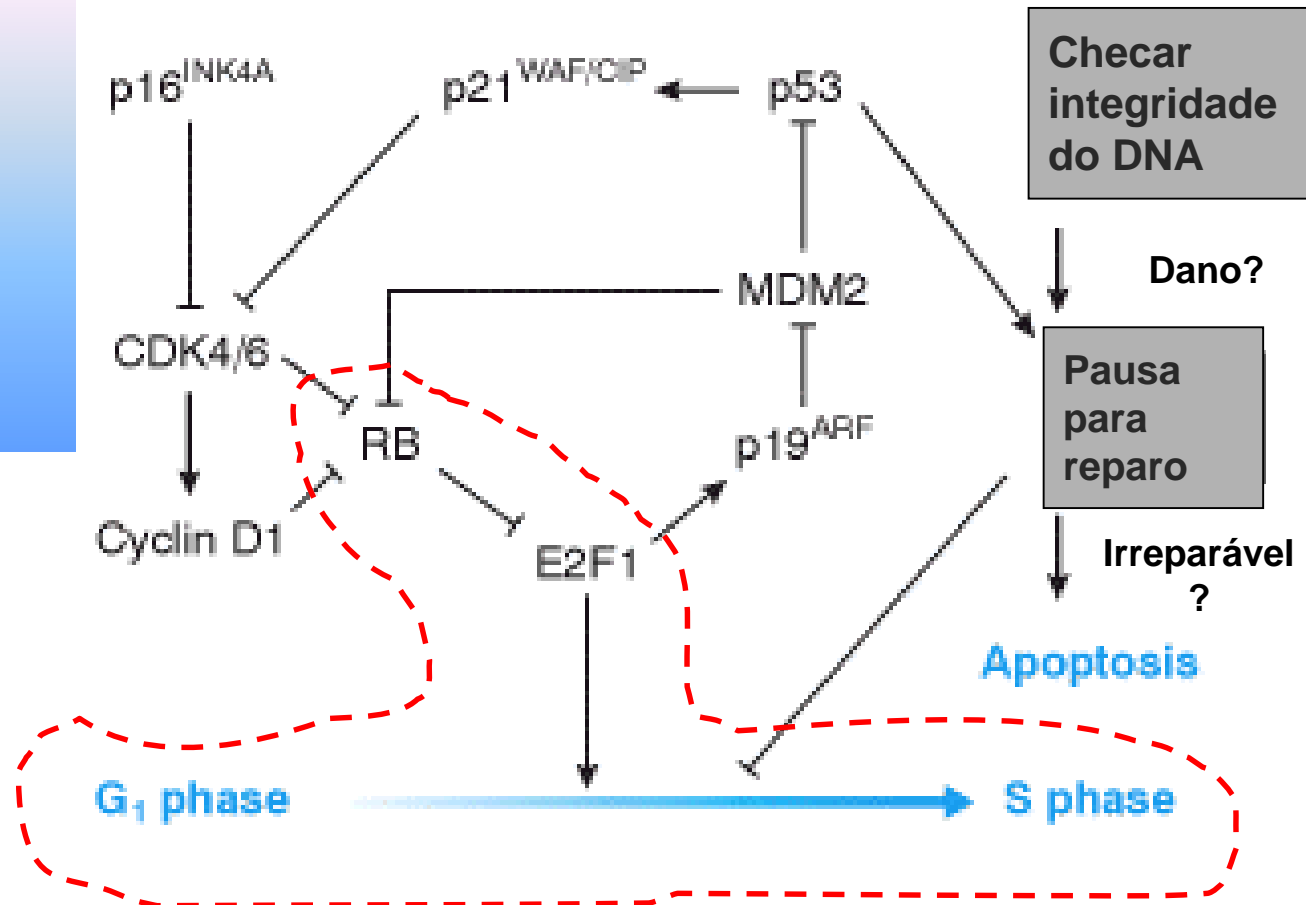 p16INK4A
p21WAF/CIP
p53
Checar
integridade
do DNA
Dano?
MDM2
CDK4/6
Pausa
para
reparo
RB
p19ARF
Cyclin D1
E2F1
Irreparável
?
Apoptosis
G1 phase
S phase